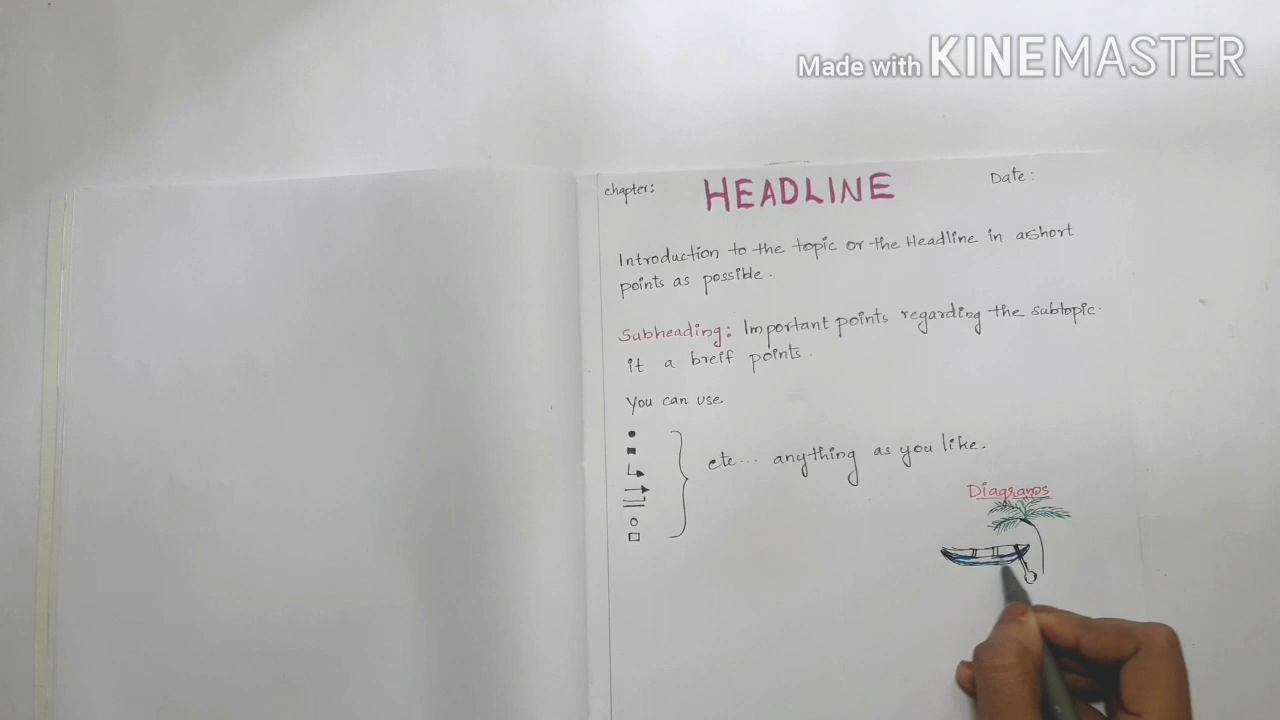 Made with KINEMASTER
chapter: HEADLINE Date:
Introduction to the topic or the Headline in a short
points as possible.
Subheading: Important points regarding the subtopic.
it a breif points.
You can use
etc... anything as you like.
Diagrams